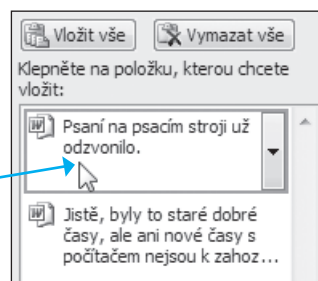 Vložit vše Vymazat vše
Klepněte na položku, kterou chcete
vložit:
Psaní na psacím stroji už
odzvonilo.
Jistě, byly to staré dobré
časy, ale ani nové časy s
počítačem nejsou k zahoz...